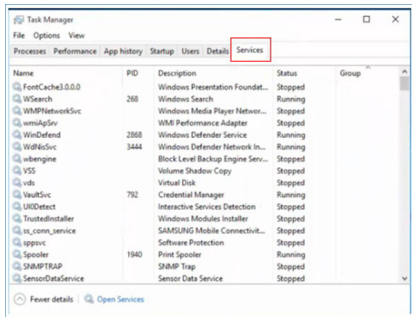 Task Manager
File Options View
Processes Performance App history Startup Users Details Services
Name PID Description Status Group
FontCache3.0.0.0 Windows Presentation Foundat... Stopped
WSearch 268 Windows Search Running
WMPNetworkSvc Windows Media Player Networ... Stopped
wmiApSrv WMI Performance Adapter Stopped
WinDefend 2868 Windows Defender Service Running
WdNisSvc 3444 Windows Defender Network In... Running
wbengine Block Level Backup Engine Serv... Stopped
VSS Volume Shadow Copy Stopped
vds Virtual Disk Stopped
VaultSvc 792 Credential Manager Running
UI0Detect Interactive Services Detection Stopped
TrustedInstaller Windows Modules Installer Stopped
ss_conn_service SAMSUNG Mobile Connectivit... Stopped
sppsvc Software Protection Stopped
Spooler 1940 Print Spooler Running
SNMPTRAP SNMP Trap Stopped
SensorDataService Sensor Data Service Stopped
Fewer details Open Services